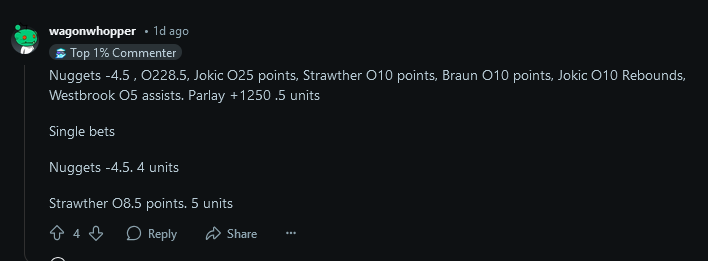 wagonwhopper • 1d ago
Top 1% Commenter
Nuggets -4.5 , O228.5, Jokic O25 points, Strawther O10 points, Braun O10 points, Jokic O10 Rebounds,
Westbrook O5 assists. Parlay +1250 .5 units
Single bets
Nuggets -4.5. 4 units
Strawther O8.5 points. 5 units
4 Reply Share ...